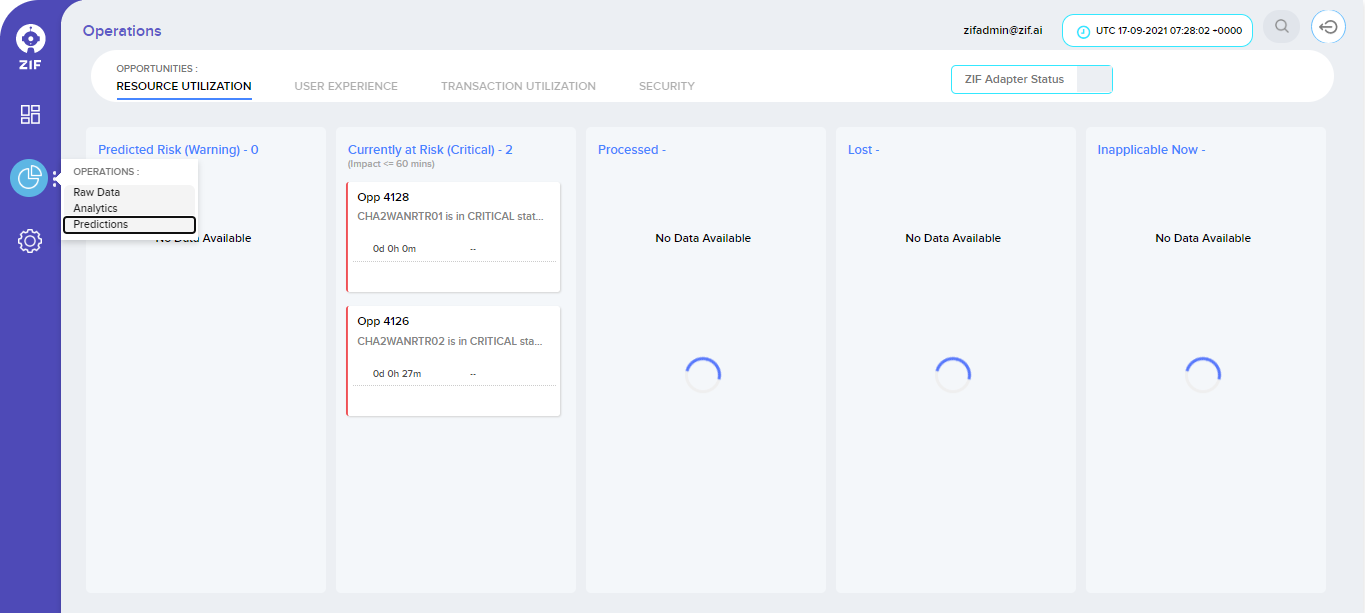 ZIF
Operations
zifadmin@zif.ai
UTC 17-09-2021 07:28:02 +0000
OPPORTUNITIES :
RESOURCE UTILIZATION
USER EXPERIENCE
TRANSACTION UTILIZATION
SECURITY
ZIF Adapter Status
OPERATIONS :
Raw Data
Analytics
Predictions
Predicted Risk (Warning) - 0
No Data Available
Currently at Risk (Critical) - 2
(Impact <= 60 mins)
Opp 4128
CHA2WANRTR01 is in CRITICAL stat...
0d 0h 0m --
Opp 4126
CHA2WANRTR02 is in CRITICAL sta...
0d 0h 27m --
Processed -
No Data Available
Lost -
No Data Available
Inapplicable Now -
No Data Available